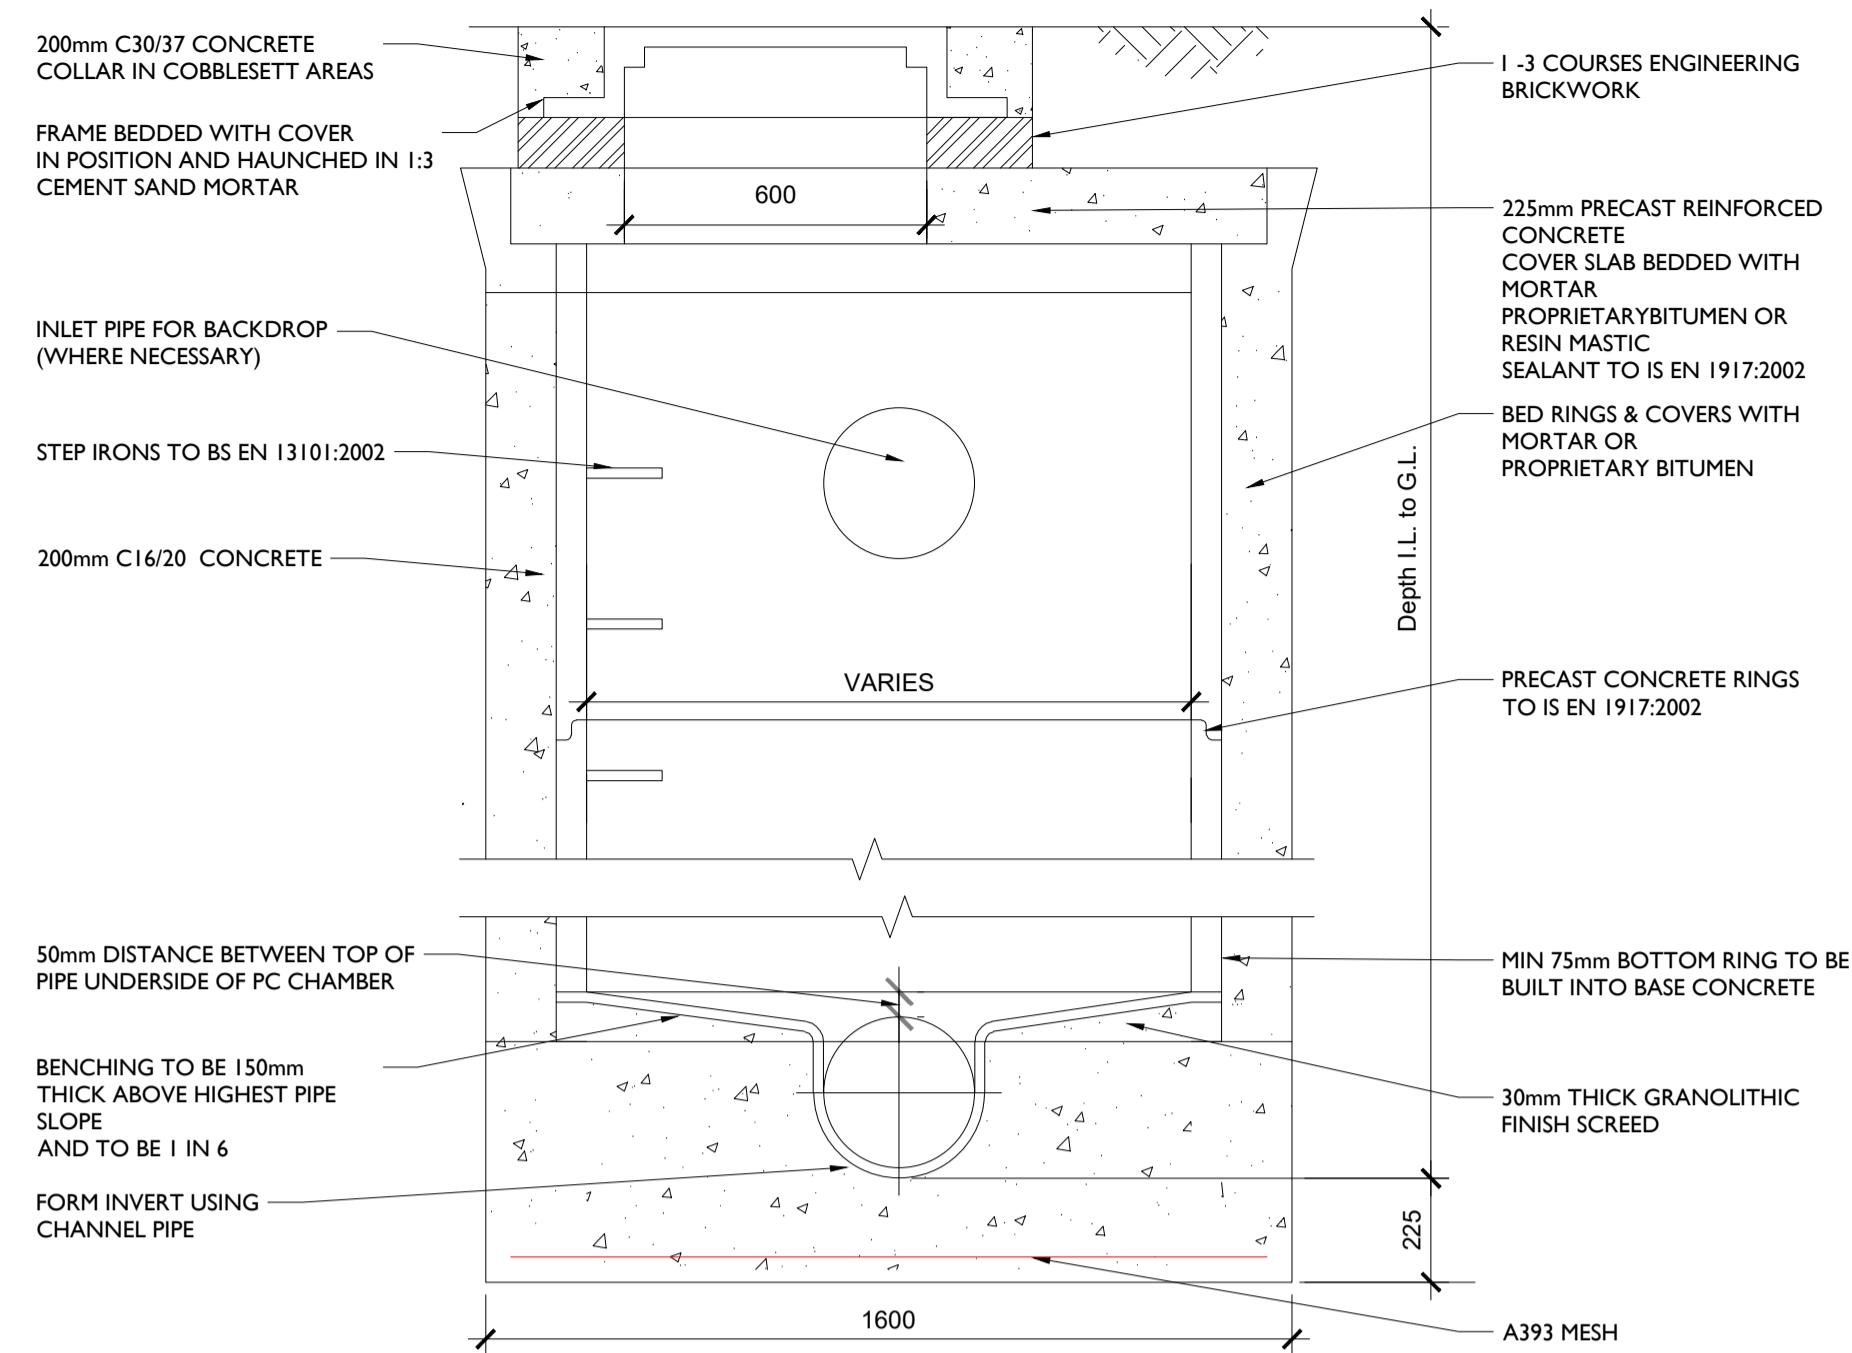 200mm C30/37 CONCRETE
COLLAR IN COBBLESETT AREAS
FRAME BEDDED WITH COVER
IN POSITION AND HAUNCHED IN 1:3
CEMENT SAND MORTAR
INLET PIPE FOR BACKDROP
(WHERE NECESSARY)
STEP IRONS TO BS EN 13101:2002
200mm C16/20 CONCRETE
50mm DISTANCE BETWEEN TOP OF
PIPE UNDERSIDE OF PC CHAMBER
BENCHING TO BE 150mm
THICK ABOVE HIGHEST PIPE
SLOPE
AND TO BE 1 IN 6
FORM INVERT USING
CHANNEL PIPE
600
VARIES
1600
Depth I.L. to G.L.
225
1 -3 COURSES ENGINEERING
BRICKWORK
225mm PRECAST REINFORCED
CONCRETE
COVER SLAB BEDDED WITH
MORTAR
PROPRIETARYBITUMEN OR
RESIN MASTIC
SEALANT TO IS EN 1917:2002
BED RINGS & COVERS WITH
MORTAR OR
PROPRIETARY BITUMEN
PRECAST CONCRETE RINGS
TO IS EN 1917:2002
MIN 75mm BOTTOM RING TO BE
BUILT INTO BASE CONCRETE
30mm THICK GRANOLITHIC
FINISH SCREED
A393 MESH